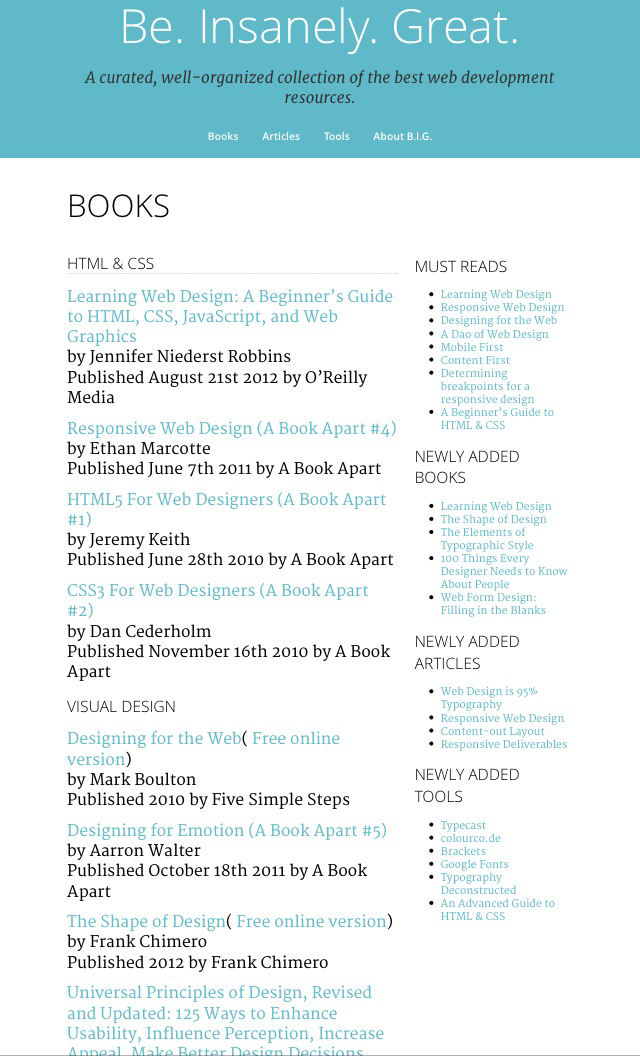 Be. Insanely. Great.
A curated, well-organized collection of the best web development
resources.
Books Articles Tools About B.I.G.
BOOKS
HTML & CSS
Learning Web Design: A Beginner’s Guide
to HTML, CSS, JavaScript, and Web
Graphics
by Jennifer Niederst Robbins
Published August 21st 2012 by O’Reilly
Media
Responsive Web Design (A Book Apart #4)
by Ethan Marcotte
Published June 7th 2011 by A Book Apart
HTML5 For Web Designers (A Book Apart
#1)
by Jeremy Keith
Published June 28th 2010 by A Book Apart
CSS3 For Web Designers (A Book Apart
#2)
by Dan Cederholm
Published November 16th 2010 by A Book
Apart
VISUAL DESIGN
Designing for the Web( Free online
version)
by Mark Boulton
Published 2010 by Five Simple Steps
Designing for Emotion (A Book Apart #5)
by Aarron Walter
Published October 18th 2011 by A Book
Apart
The Shape of Design( Free online version)
by Frank Chimero
Published 2012 by Frank Chimero
Universal Principles of Design, Revised
and Updated: 125 Ways to Enhance
Usability, Influence Perception, Increase
Appeal, Make Better Design Decisions
MUST READS
Learning Web Design
Responsive Web Design
Designing for the Web
A Dao of Web Design
Mobile First
Content First
Determining
breakpoints for a
responsive design
A Beginner’s Guide to
HTML & CSS
NEWLY ADDED
BOOKS
Learning Web Design
The Shape of Design
The Elements of
Typographic Style
100 Things Every
Designer Needs to Know
About People
Web Form Design:
Filling in the Blanks
NEWLY ADDED
ARTICLES
Web Design is 95%
Typography
Responsive Web Design
Content-out Layout
Responsive Deliverables
NEWLY ADDED
TOOLS
Typecast
colourco.de
Brackets
Google Fonts
Typography
Deconstructed
An Advanced Guide to
HTML & CSS